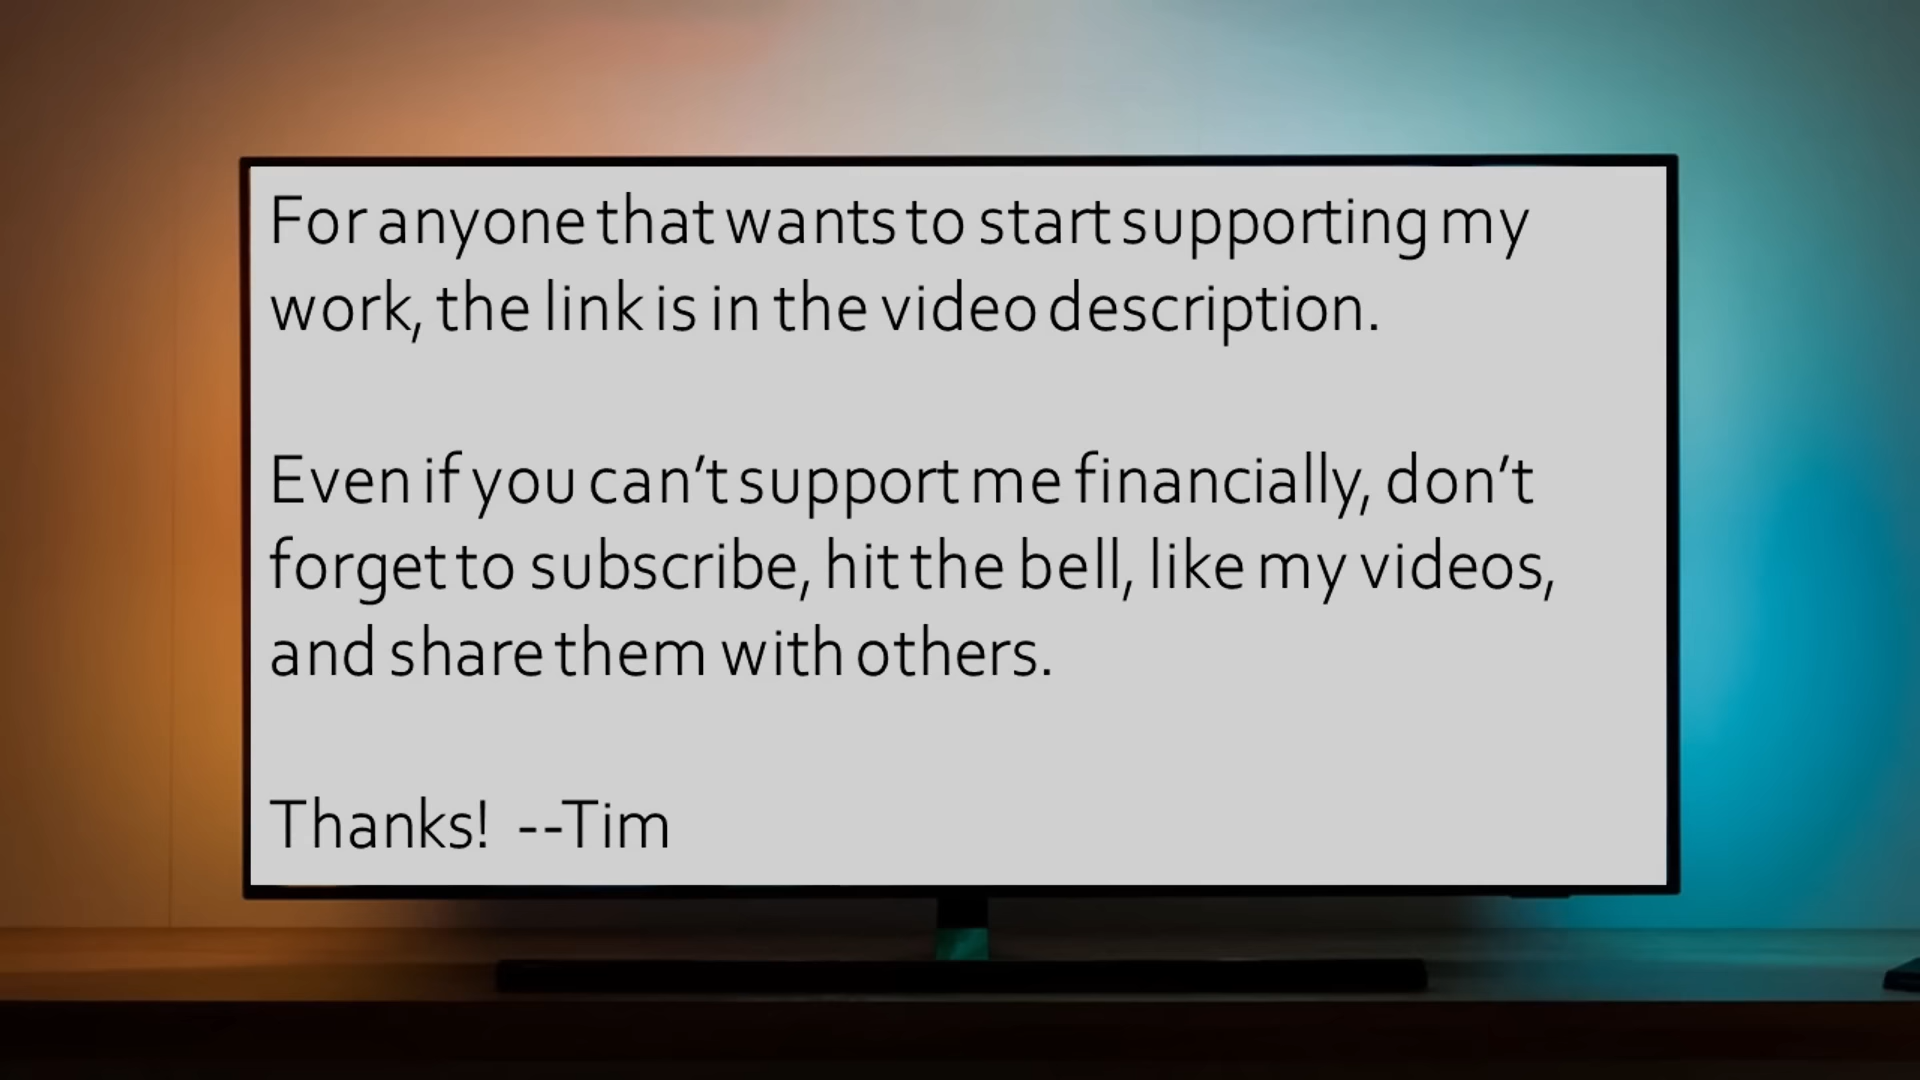 For anyone that wants to start supporting my
work, the link is in the video description.
Even if you can’t support me financially, don’t
forget to subscribe, hit the bell, like my videos,
and share them with others.
Thanks!  --Tim